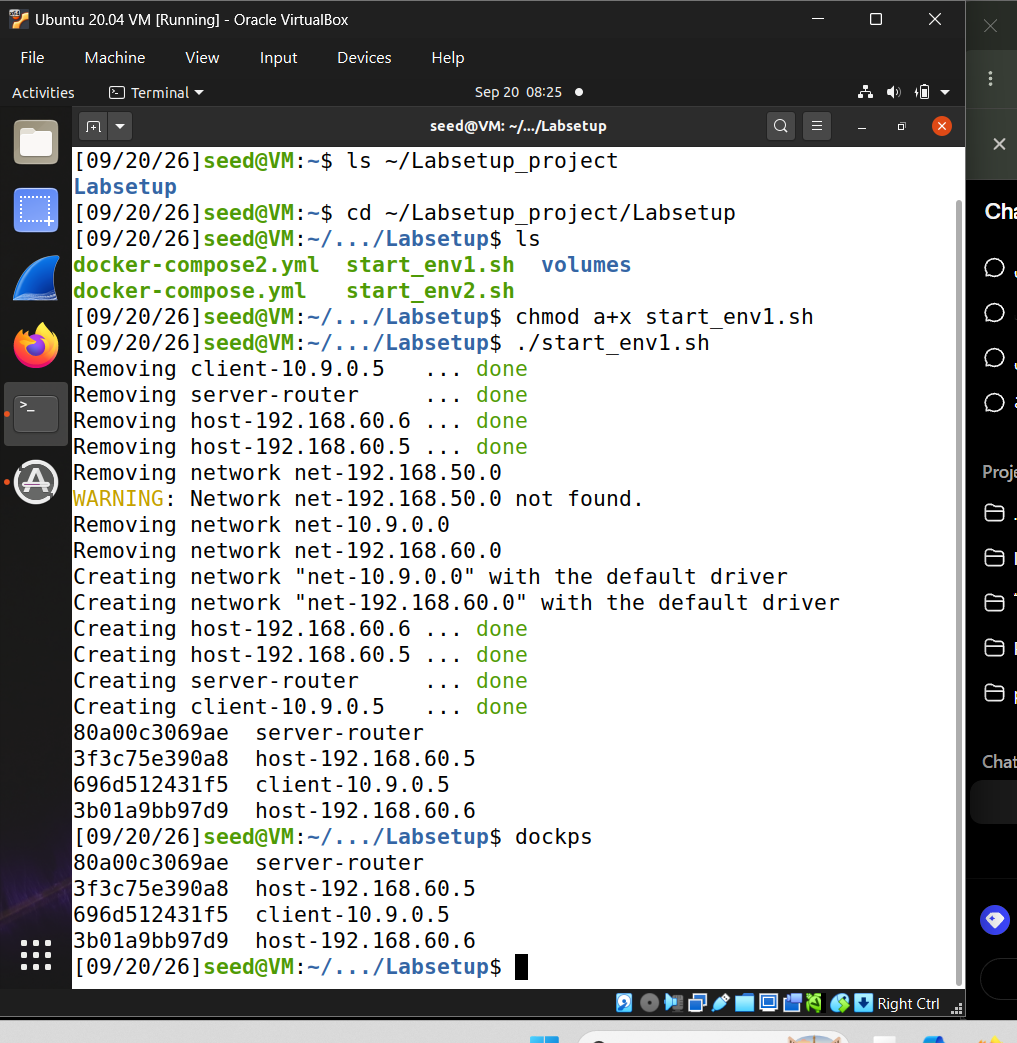 Ubuntu 20.04 VM [Running] - Oracle VirtualBox
File Machine View Input Devices Help
Activities Terminal Sep 20 08:25
seed@VM: ~/.../Labsetup
[09/20/26]seed@VM:~$ ls ~/Labsetup_project
Labsetup
[09/20/26]seed@VM:~$ cd ~/Labsetup_project/Labsetup
[09/20/26]seed@VM:~/.../Labsetup$ ls
docker-compose2.yml start_env1.sh volumes
docker-compose.yml start_env2.sh
[09/20/26]seed@VM:~/.../Labsetup$ chmod a+x start_env1.sh
[09/20/26]seed@VM:~/.../Labsetup$ ./start_env1.sh
Removing client-10.9.0.5 ... done
Removing server-router ... done
Removing host-192.168.60.6 ... done
Removing host-192.168.60.5 ... done
Removing network net-192.168.50.0
WARNING: Network net-192.168.50.0 not found.
Removing network net-10.9.0.0
Removing network net-192.168.60.0
Creating network "net-10.9.0.0" with the default driver
Creating network "net-192.168.60.0" with the default driver
Creating host-192.168.60.6 ... done
Creating host-192.168.60.5 ... done
Creating server-router ... done
Creating client-10.9.0.5 ... done
80a00c3069ae server-router
3f3c75e390a8 host-192.168.60.5
696d512431f5 client-10.9.0.5
3b01a9bb97d9 host-192.168.60.6
[09/20/26]seed@VM:~/.../Labsetup$ dockps
80a00c3069ae server-router
3f3c75e390a8 host-192.168.60.5
696d512431f5 client-10.9.0.5
3b01a9bb97d9 host-192.168.60.6
[09/20/26]seed@VM:~/.../Labsetup$
Right Ctrl